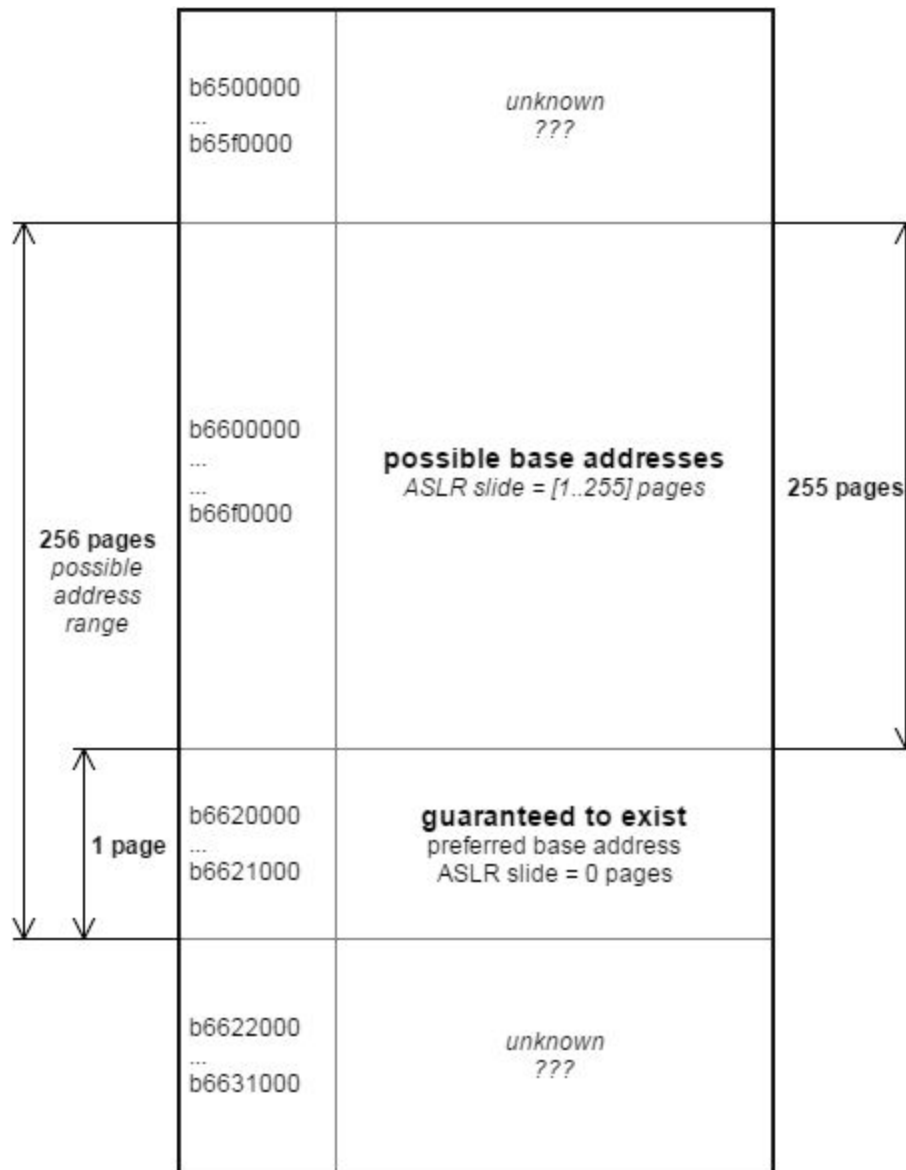 b6500000
...
b65f0000
unknown
???
b6600000
...
...
b66f0000
possible base addresses
ASLR slide = [1..255] pages
255 pages
256 pages
possible
address
range
1 page
b6620000
...
b6621000
guaranteed to exist
preferred base address
ASLR slide = 0 pages
b6622000
...
b6631000
unknown
???